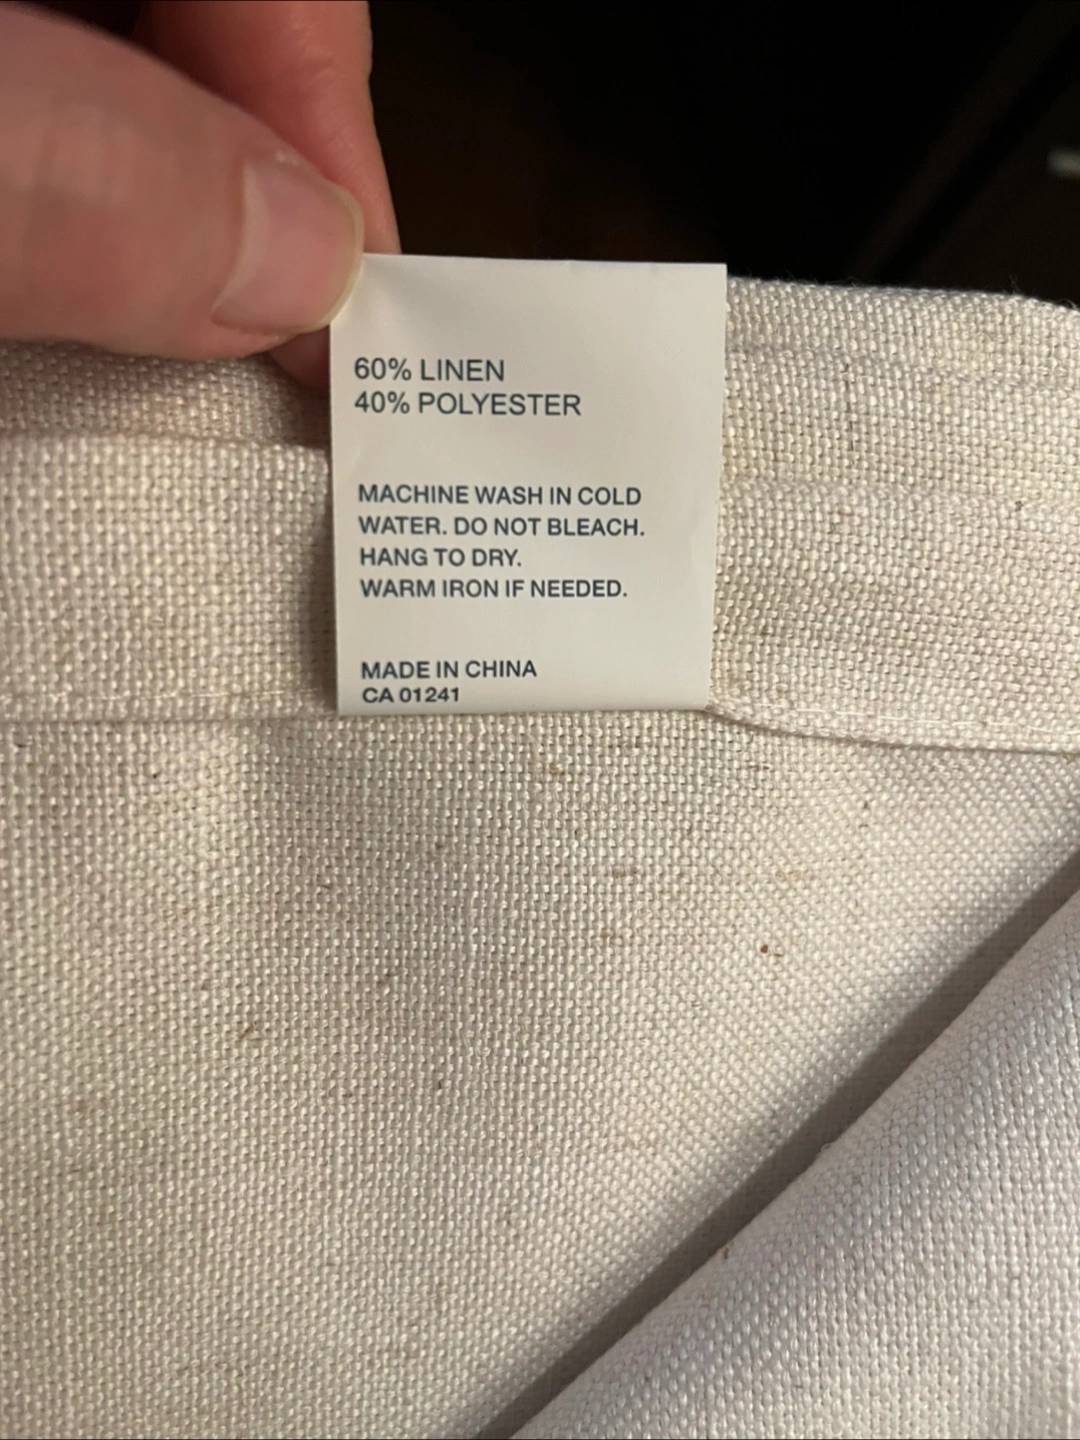 60% LINEN
40% POLYESTER
MACHINE WASH IN COLD
WATER. DO NOT BLEACH.
HANG TO DRY.
WARM IRON IF NEEDED.
MADE IN CHINA
CA 01241